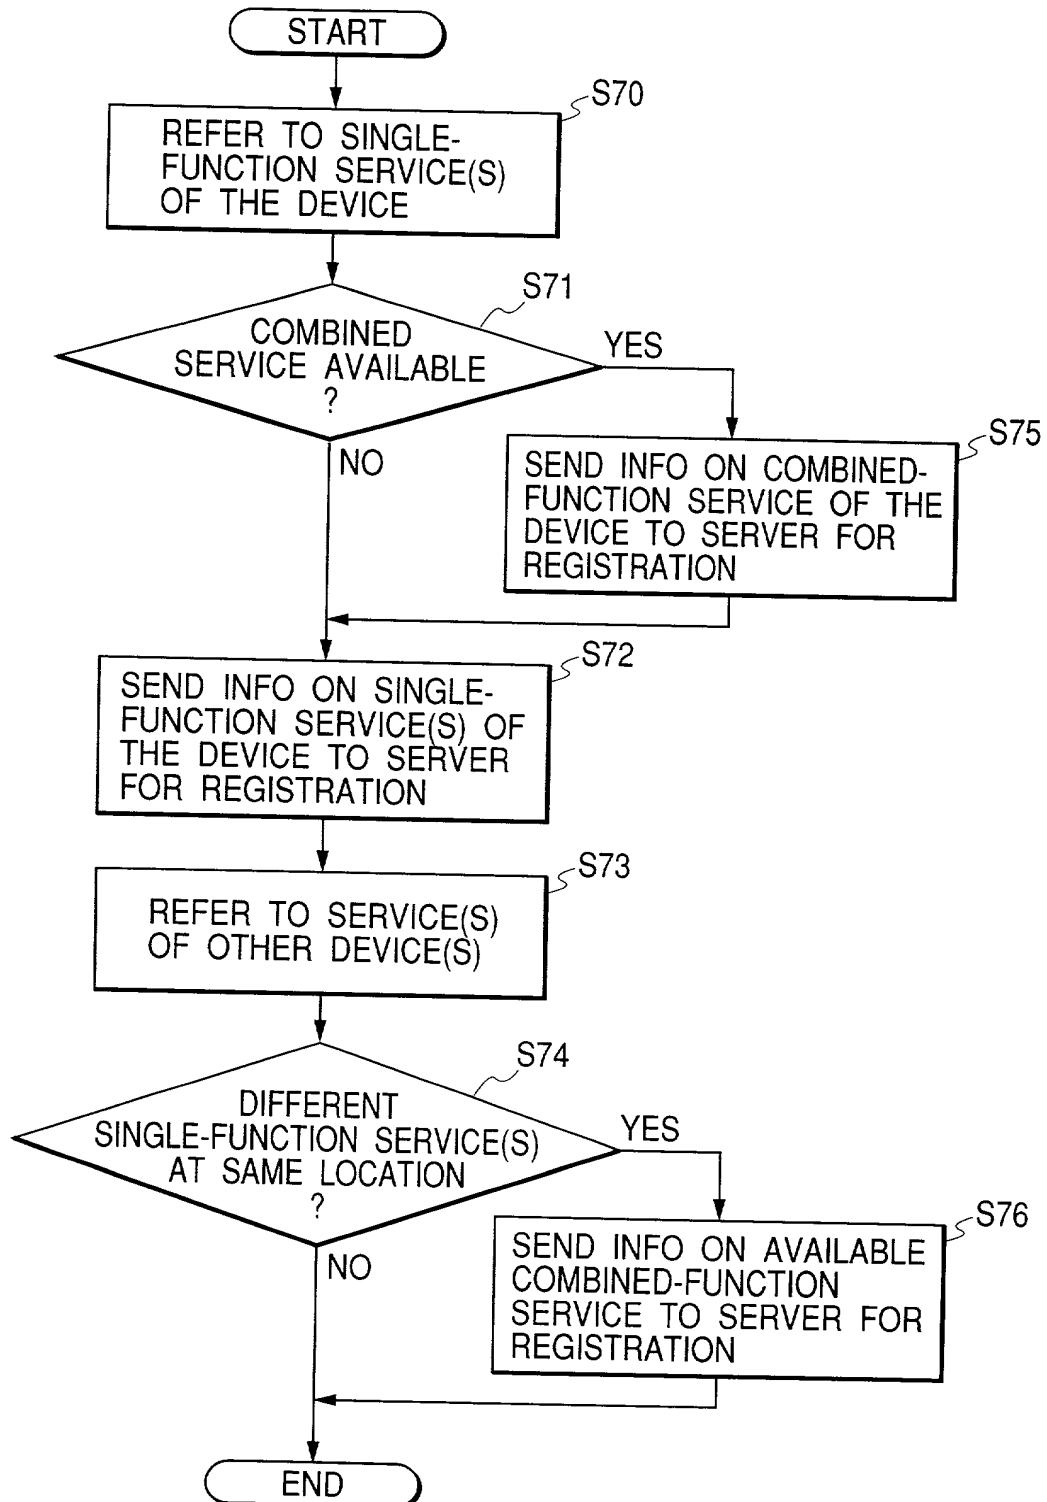 START
S70
REFER TO SINGLE-
FUNCTION SERVICE(S)
OF THE DEVICE
S71
COMBINED
SERVICE AVAILABLE
?
YES
NO
S75
SEND INFO ON COMBINED-
FUNCTION SERVICE OF THE
DEVICE TO SERVER FOR
REGISTRATION
S72
SEND INFO ON SINGLE-
FUNCTION SERVICE(S) OF
THE DEVICE TO SERVER
FOR REGISTRATION
S73
REFER TO SERVICE(S)
OF OTHER DEVICE(S)
S74
DIFFERENT
SINGLE-FUNCTION SERVICE(S)
AT SAME LOCATION
?
YES
NO
S76
SEND INFO ON AVAILABLE
COMBINED-FUNCTION
SERVICE TO SERVER FOR
REGISTRATION
END